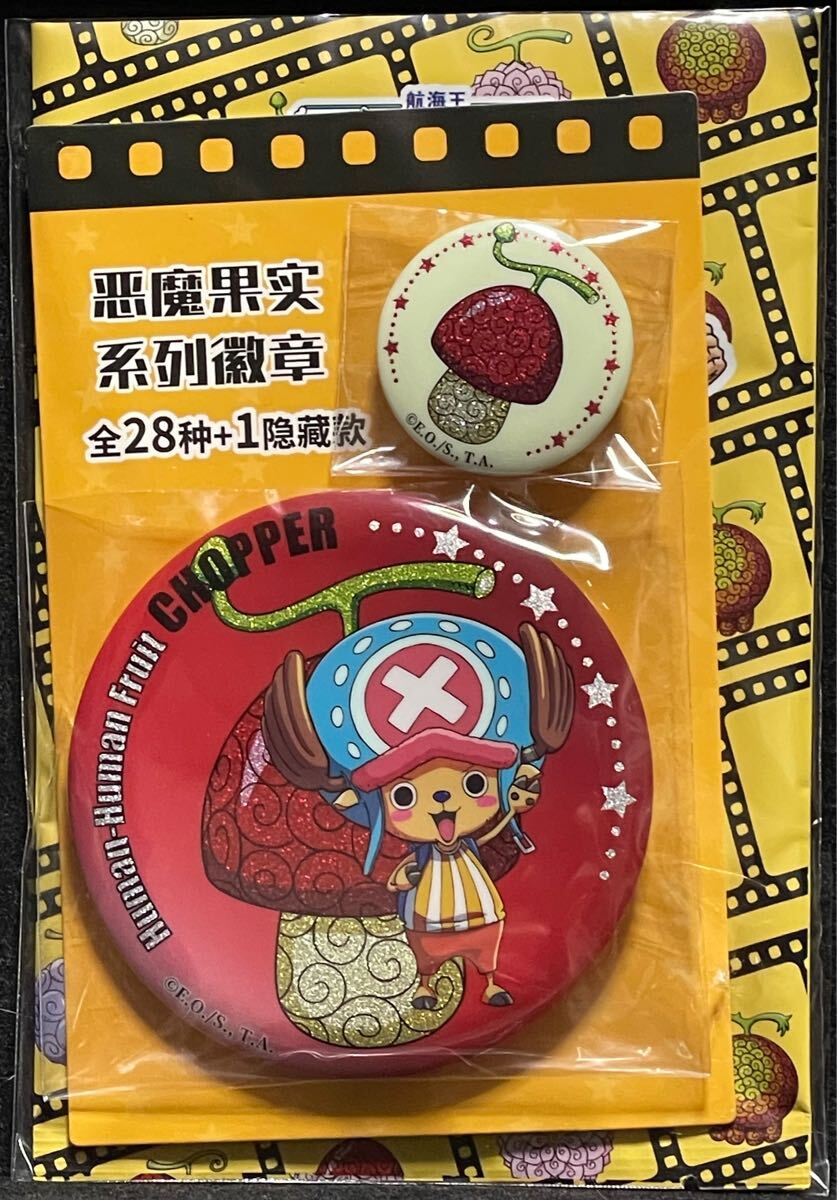 航海王
恶魔果实
系列徽章
全28种+1隐藏款
©E.O./S., T.A.
Human-Human Fruit CHOPPER
©E.O./S., T.A.